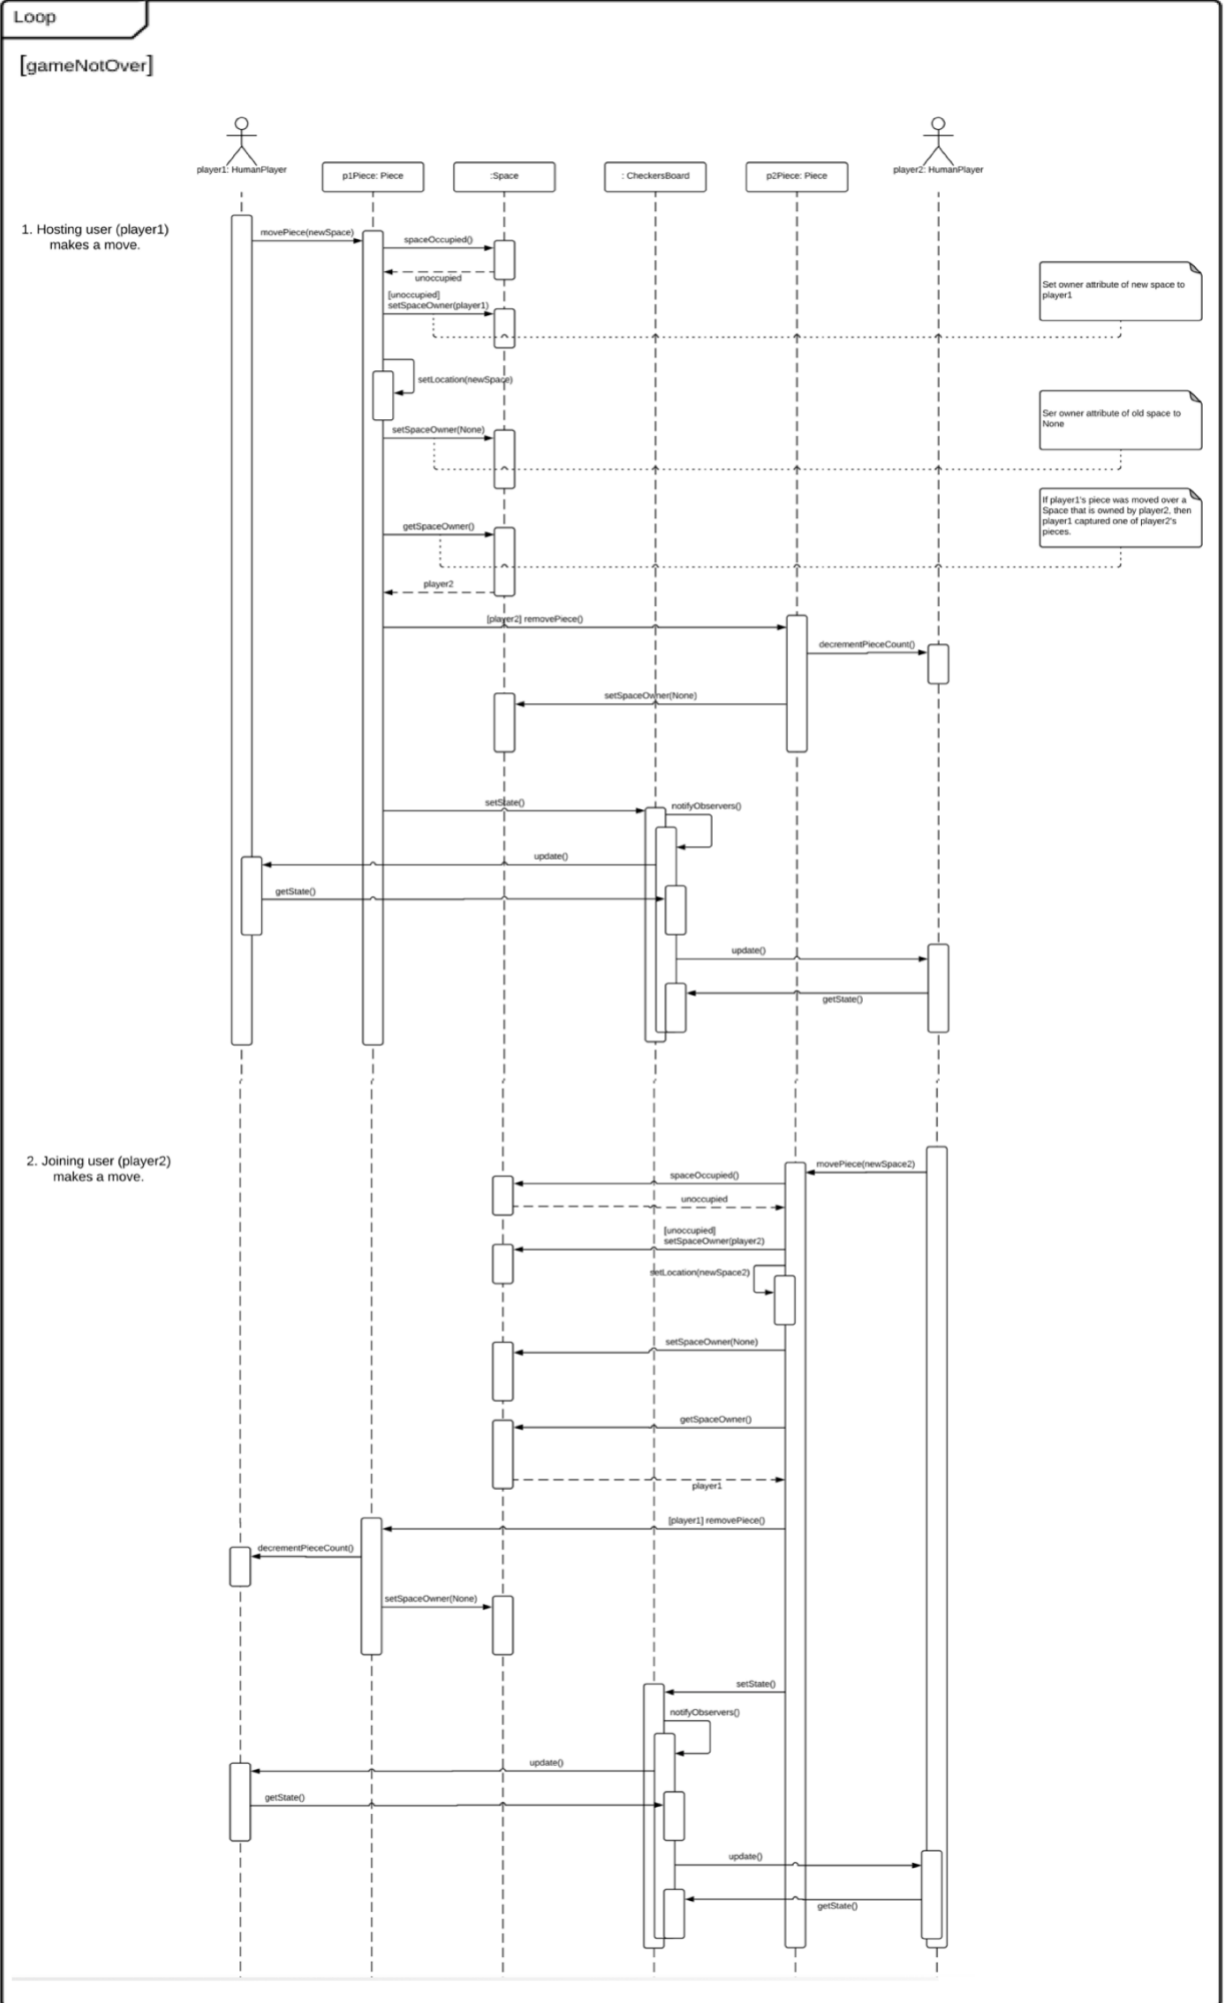 Loop
[gameNotOver]
player1: HumanPlayer
p1Piece: Piece
:Space
: CheckersBoard
p2Piece: Piece
player2: HumanPlayer
1. Hosting user (player1)
makes a move.
movePiece(newSpace)
spaceOccupied()
unoccupied
[unoccupied]
setSpaceOwner(player1)
Set owner attribute of new space to
player1
setLocation(newSpace)
setSpaceOwner(None)
Ser owner attribute of old space to
None
getSpaceOwner()
If player1's piece was moved over a
Space that is owned by player2, then
player1 captured one of player2's
pieces.
player2
[player2] removePiece()
decrementPieceCount()
setSpaceOwner(None)
setState()
notifyObservers()
update()
getState()
update()
getState()
2. Joining user (player2)
makes a move.
movePiece(newSpace2)
spaceOccupied()
unoccupied
[unoccupied]
setSpaceOwner(player2)
setLocation(newSpace2)
setSpaceOwner(None)
getSpaceOwner()
player1
[player1] removePiece()
decrementPieceCount()
setSpaceOwner(None)
setState()
notifyObservers()
update()
getState()
update()
getState()